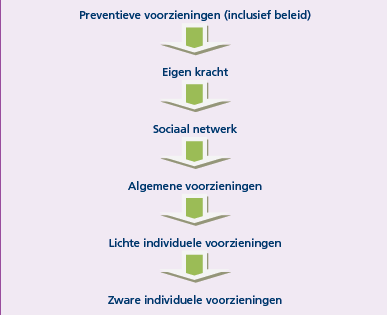 Preventieve voorzieningen (inclusief beleid)
Eigen kracht
Sociaal netwerk
Algemene voorzieningen
Lichte individuele voorzieningen
Zware individuele voorzieningen